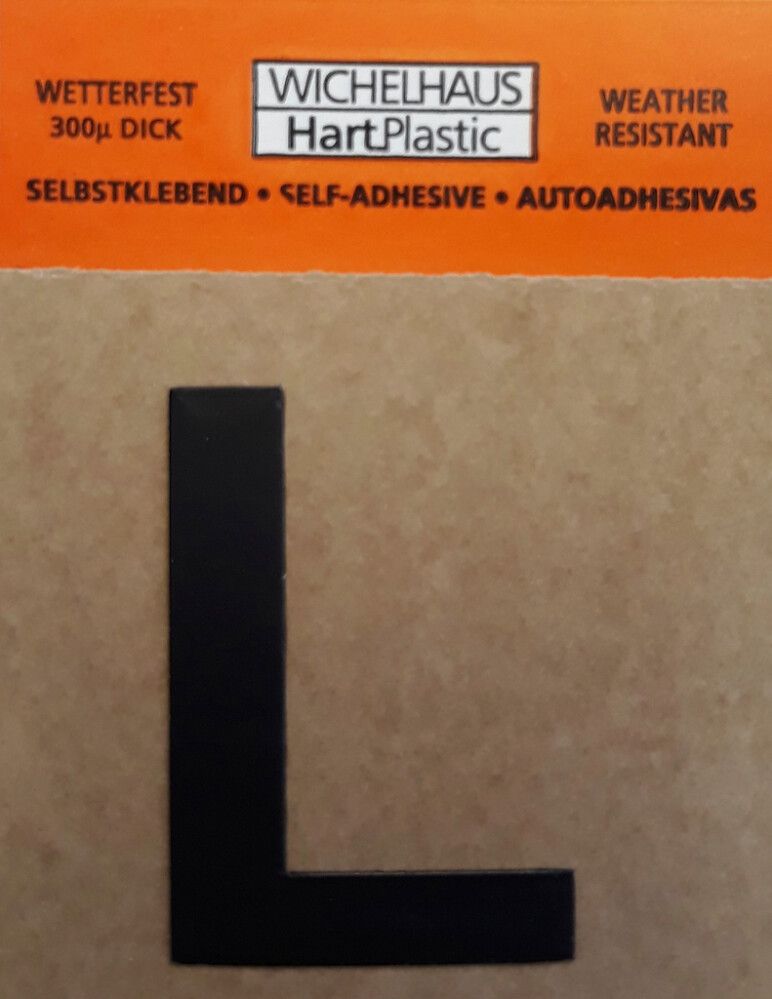 WETTERFEST
300µ DICK
WICHELHAUS
HartPlastic
WEATHER
RESISTANT
SELBSTKLEBEND • SELF-ADHESIVE • AUTOADHESIVAS
L